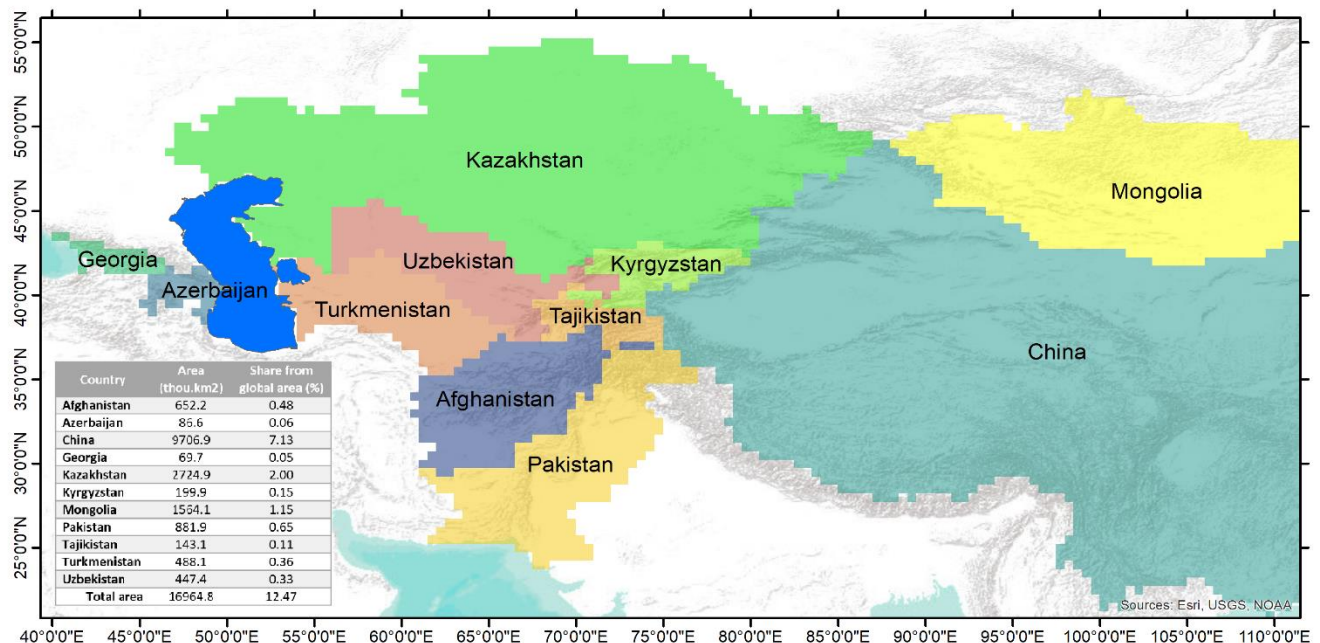 55°0'0"N
50°0'0"N
45°0'0"N
40°0'0"N
35°0'0"N
30°0'0"N
25°0'0"N
Kazakhstan
Mongolia
Georgia
Uzbekistan
Kyrgyzstan
Azerbaijan
Turkmenistan
Tajikistan
China
Afghanistan
Pakistan
Country Area (thou.km2) Share from global area (%)
Afghanistan 652.2 0.48
Azerbaijan 86.6 0.06
China 9706.9 7.13
Georgia 69.7 0.05
Kazakhstan 2724.9 2.00
Kyrgyzstan 199.9 0.15
Mongolia 1564.1 1.15
Pakistan 881.9 0.65
Tajikistan 143.1 0.11
Turkmenistan 488.1 0.36
Uzbekistan 447.4 0.33
Total area 16964.8 12.47
Sources: Esri, USGS, NOAA
40°0'0"E 45°0'0"E 50°0'0"E 55°0'0"E 60°0'0"E 65°0'0"E 70°0'0"E 75°0'0"E 80°0'0"E 85°0'0"E 90°0'0"E 95°0'0"E 100°0'0"E 105°0'0"E 110°0'0"E